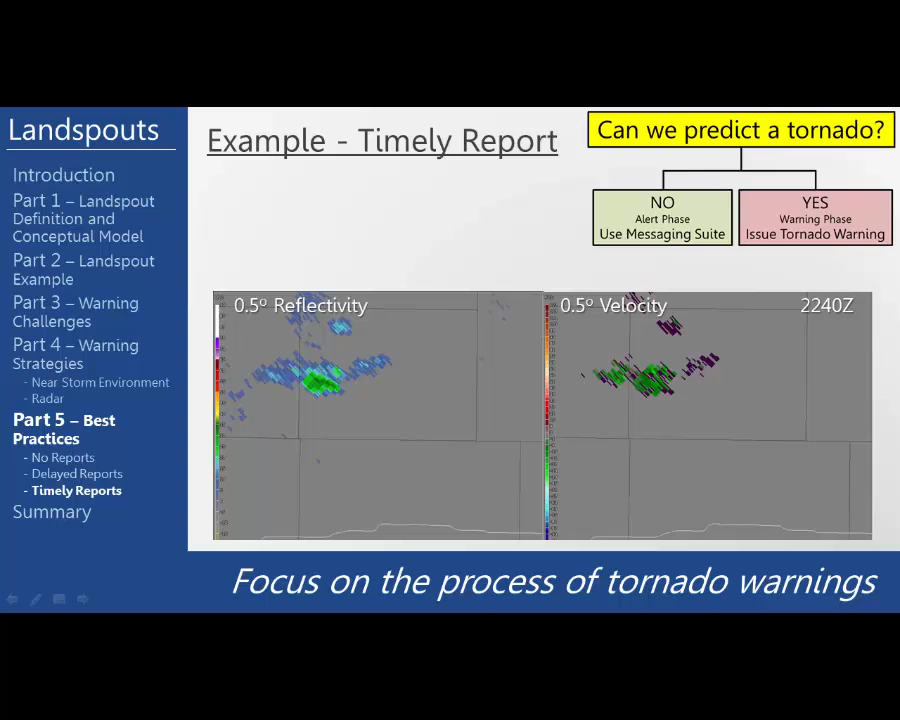 Landspouts
Introduction
Part 1 – Landspout
Definition and
Conceptual Model
Part 2 – Landspout
Example
Part 3 – Warning
Challenges
Part 4 – Warning
Strategies
- Near Storm Environment
- Radar
Part 5 – Best
Practices
- No Reports
- Delayed Reports
- Timely Reports
Summary
Example - Timely Report
Can we predict a tornado?
NO
Alert Phase
Use Messaging Suite
YES
Warning Phase
Issue Tornado Warning
0.5º Reflectivity
0.5º Velocity
2240Z
Focus on the process of tornado warnings